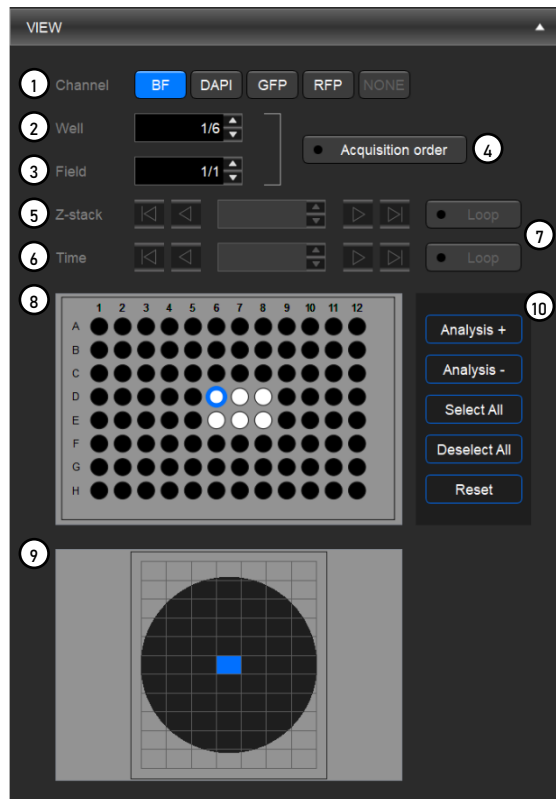 VIEW
1 Channel BF DAPI GFP RFP NONE
2 Well 1/6
3 Field 1/1
Acquisition order 4
5 Z-stack Loop
6 Time Loop
7
8 1 2 3 4 5 6 7 8 9 10 11 12
A
B
C
D
E
F
G
H
10
Analysis +
Analysis -
Select All
Deselect All
Reset
9